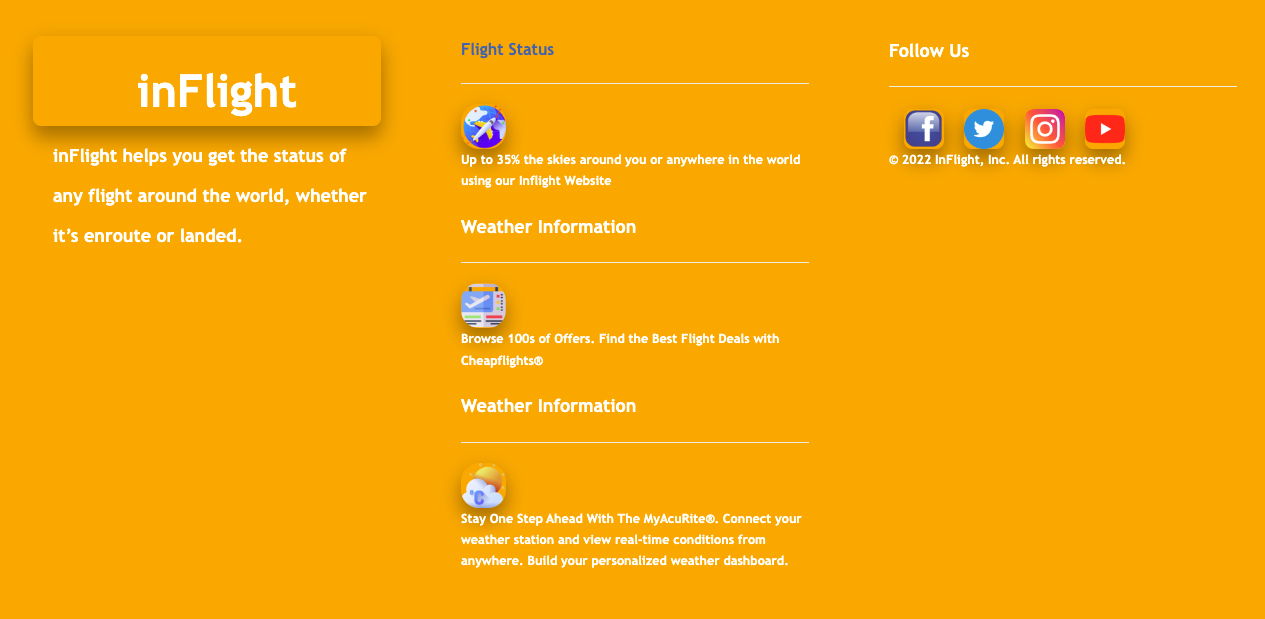 inFlight
inFlight helps you get the status of
any flight around the world, whether
it’s enroute or landed.
Flight Status
Up to 35% the skies around you or anywhere in the world
using our Inflight Website
Weather Information
Browse 100s of Offers. Find the Best Flight Deals with
Cheapflights®
Weather Information
°C
Stay One Step Ahead With The MyAcuRite®. Connect your
weather station and view real-time conditions from
anywhere. Build your personalized weather dashboard.
Follow Us
f
© 2022 InFlight, Inc. All rights reserved.